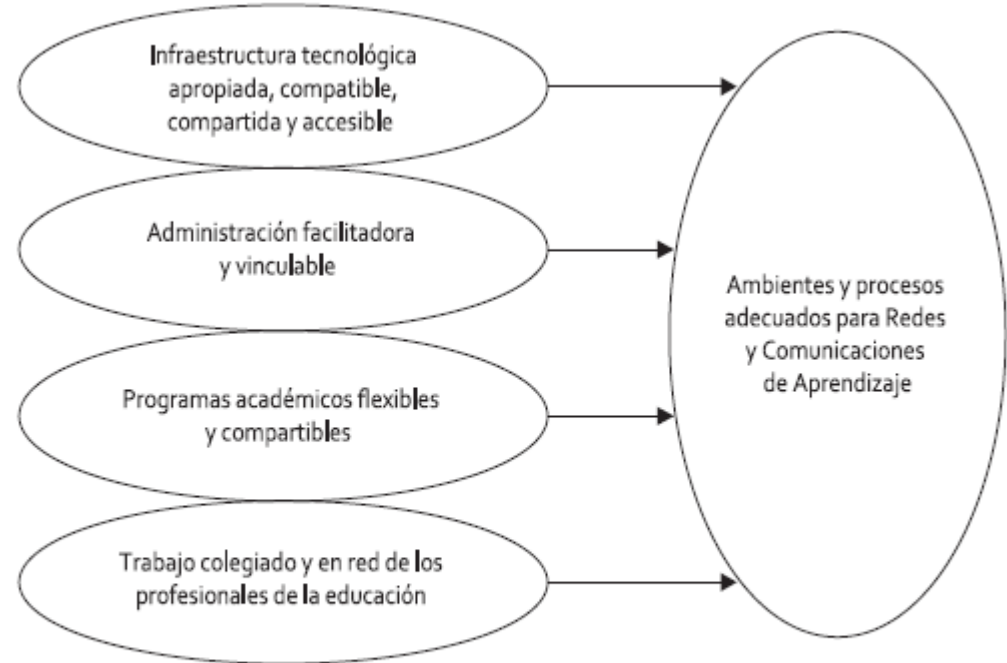 Infraestructura tecnológica
apropiada, compatible,
compartida y accesible
Administración facilitadora
y vinculable
Programas académicos flexibles
y compartibles
Trabajo colegiado y en red de los
profesionales de la educación
Ambientes y procesos
adecuados para Redes
y Comunicaciones
de Aprendizaje